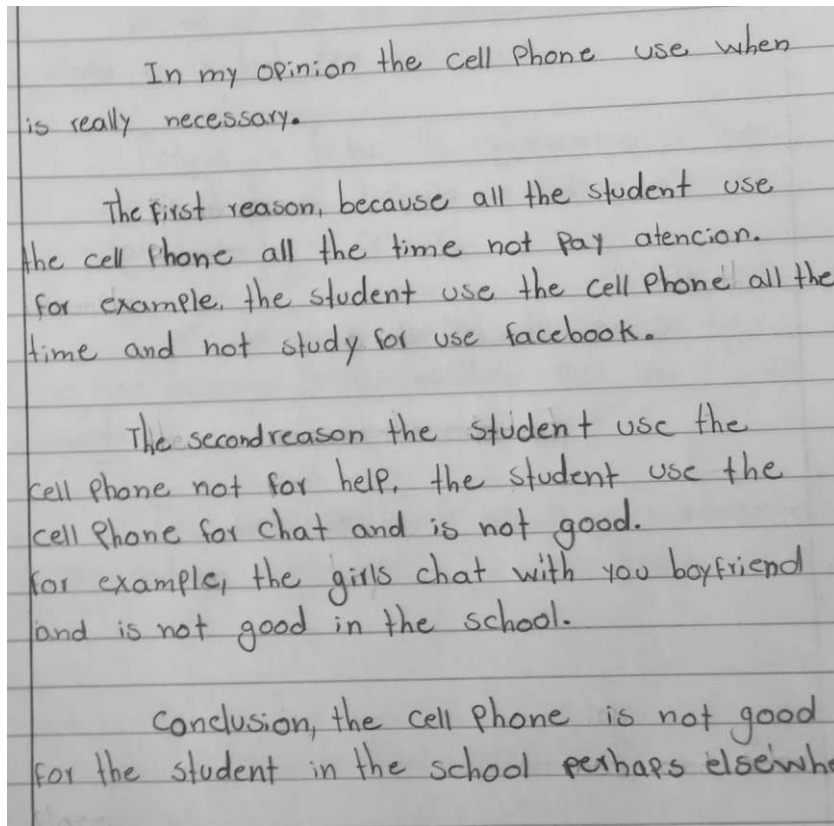 In my opinion the cell phone use when
is really necessary.
The first reason, because all the student use
the cell phone all the time not pay atencion.
for example. the student use the cell phone all the
time and not study for use facebook.
The second reason the student use the
cell phone not for help. the student use the
cell phone for chat and is not good.
for example, the girls chat with you boyfriend
and is not good in the school.
Conclusion, the cell phone is not good
for the student in the school perhaps elsewhe